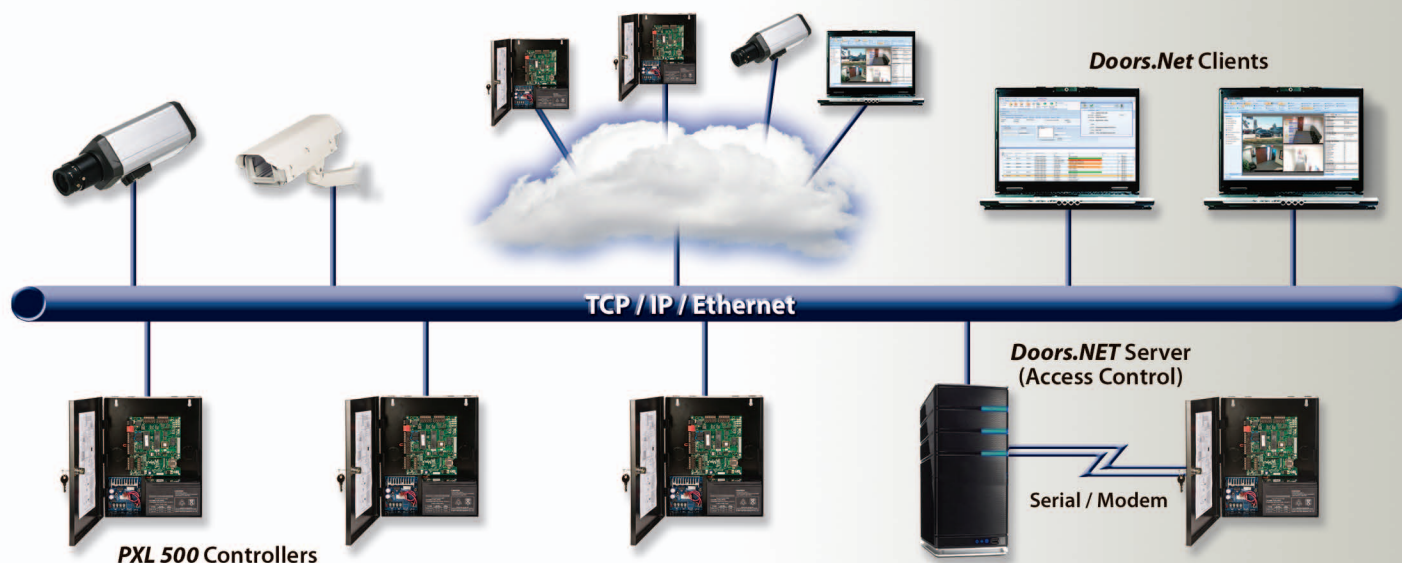 Doors.Net Clients
TCP / IP / Ethernet
Doors.NET Server
(Access Control)
Serial / Modem
PXL 500 Controllers